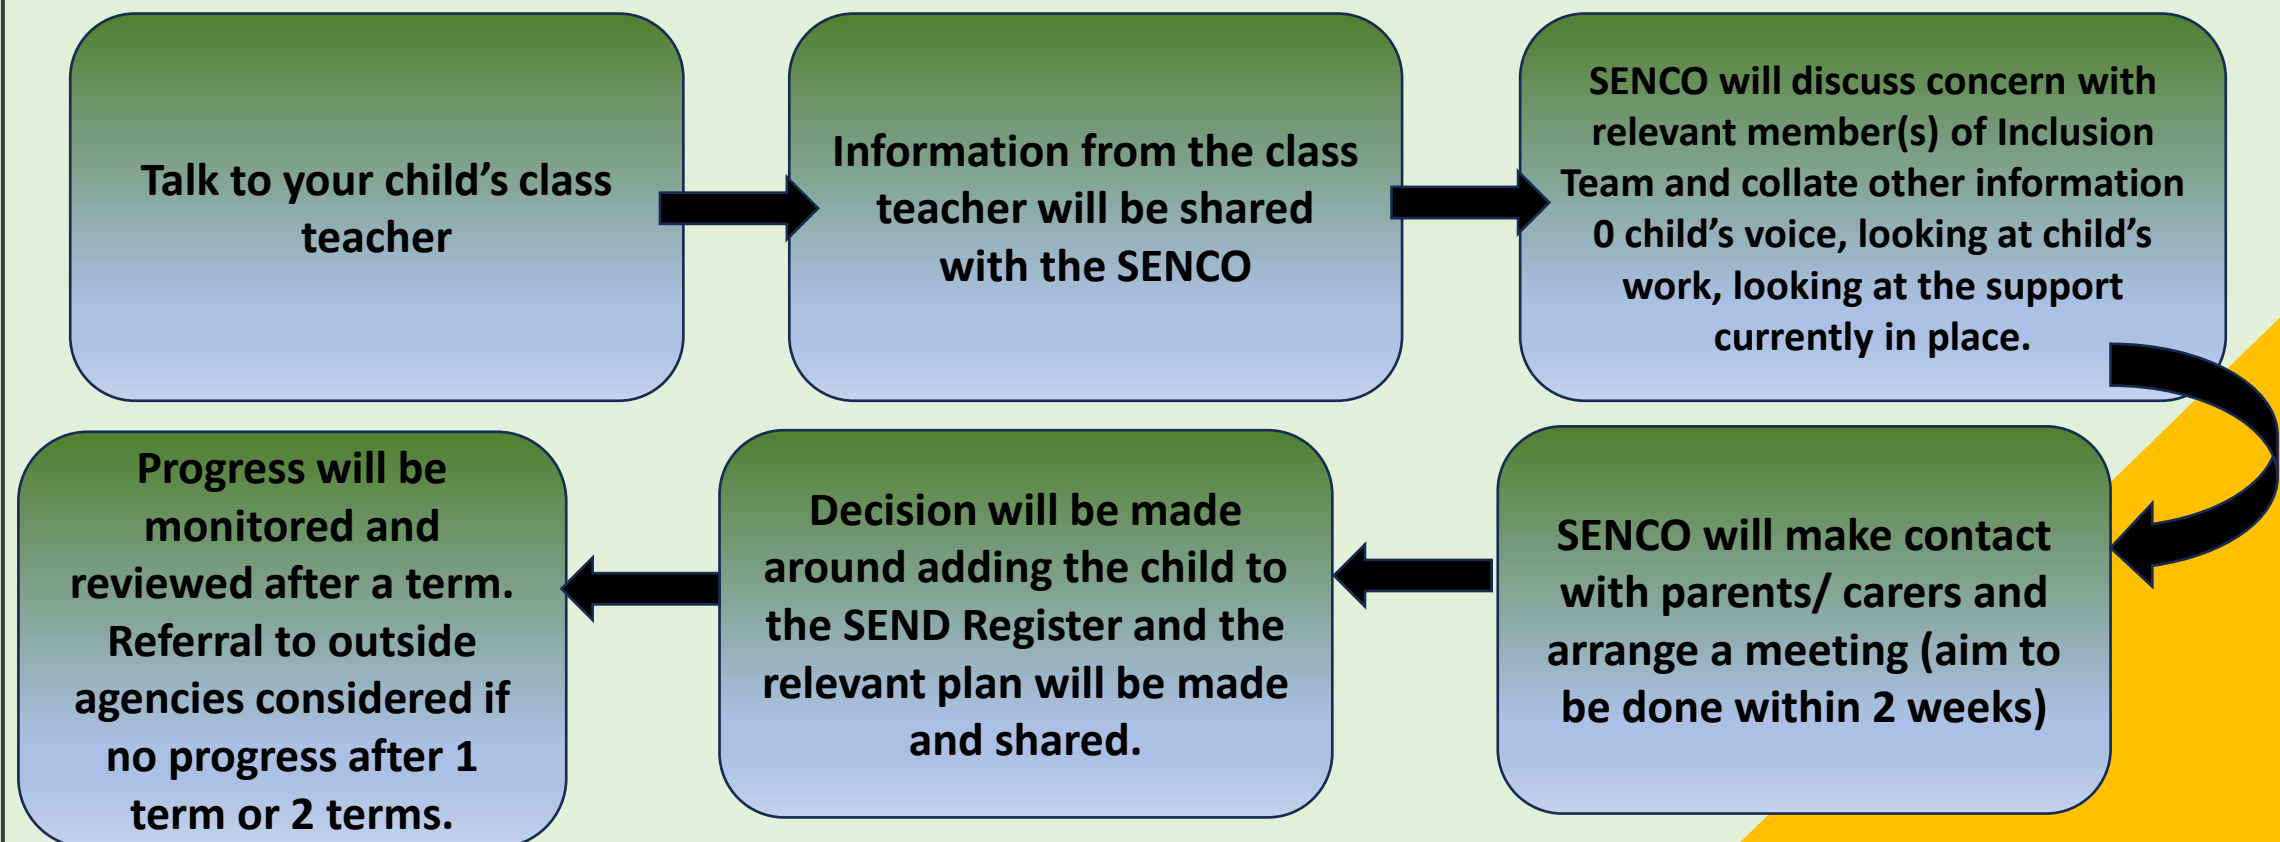 Talk to your child’s class
teacher
Information from the class
teacher will be shared
with the SENCO
SENCO will discuss concern with
relevant member(s) of Inclusion
Team and collate other information
0 child’s voice, looking at child’s
work, looking at the support
currently in place.
SENCO will make contact
with parents/ carers and
arrange a meeting (aim to
be done within 2 weeks)
Decision will be made
around adding the child to
the SEND Register and the
relevant plan will be made
and shared.
Progress will be
monitored and
reviewed after a term.
Referral to outside
agencies considered if
no progress after 1
term or 2 terms.